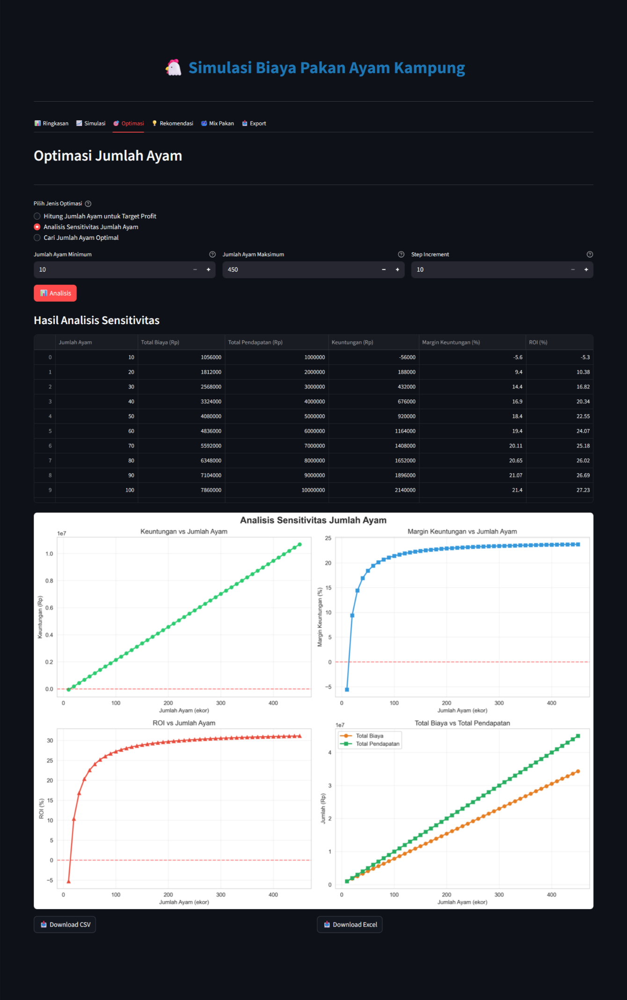 Simulasi Biaya Pakan Ayam Kampung
Ringkasan Simulasi Optimasi Rekomendasi Mix Pakan Export
Optimasi Jumlah Ayam
Pilih Jenis Optimasi
Hitung Jumlah Ayam untuk Target Profit
Analisis Sensitivitas Jumlah Ayam
Cari Jumlah Ayam Optimal
Jumlah Ayam Minimum Jumlah Ayam Maksimum Step Increment
10 − + 450 − + 10 − +
Analisis
Hasil Analisis Sensitivitas
Jumlah Ayam Total Biaya (Rp) Total Pendapatan (Rp) Keuntungan (Rp) Margin Keuntungan (%) ROI (%)
0 10 1056000 1000000 -56000 -5.6 -5.3
1 20 1812000 2000000 188000 9.4 10.38
2 30 2568000 3000000 432000 14.4 16.82
3 40 3324000 4000000 676000 16.9 20.34
4 50 4080000 5000000 920000 18.4 22.55
5 60 4836000 6000000 1164000 19.4 24.07
6 70 5592000 7000000 1408000 20.11 25.18
7 80 6348000 8000000 1652000 20.65 26.02
8 90 7104000 9000000 1896000 21.07 26.69
9 100 7860000 10000000 2140000 21.4 27.23
Analisis Sensitivitas Jumlah Ayam
Keuntungan vs Jumlah Ayam
1e7
Keuntungan (Rp)
1.0
0.8
0.6
0.4
0.2
0.0
0 100 200 300 400
Jumlah Ayam (ekor)
Margin Keuntungan vs Jumlah Ayam
Margin Keuntungan (%)
25
20
15
10
5
0
−5
0 100 200 300 400
Jumlah Ayam (ekor)
ROI vs Jumlah Ayam
ROI (%)
30
25
20
15
10
5
0
−5
0 100 200 300 400
Jumlah Ayam (ekor)
Total Biaya vs Total Pendapatan
1e7
Total Biaya
Total Pendapatan
Jumlah (Rp)
4
3
2
1
0
0 100 200 300 400
Jumlah Ayam (ekor)
Download CSV Download Excel